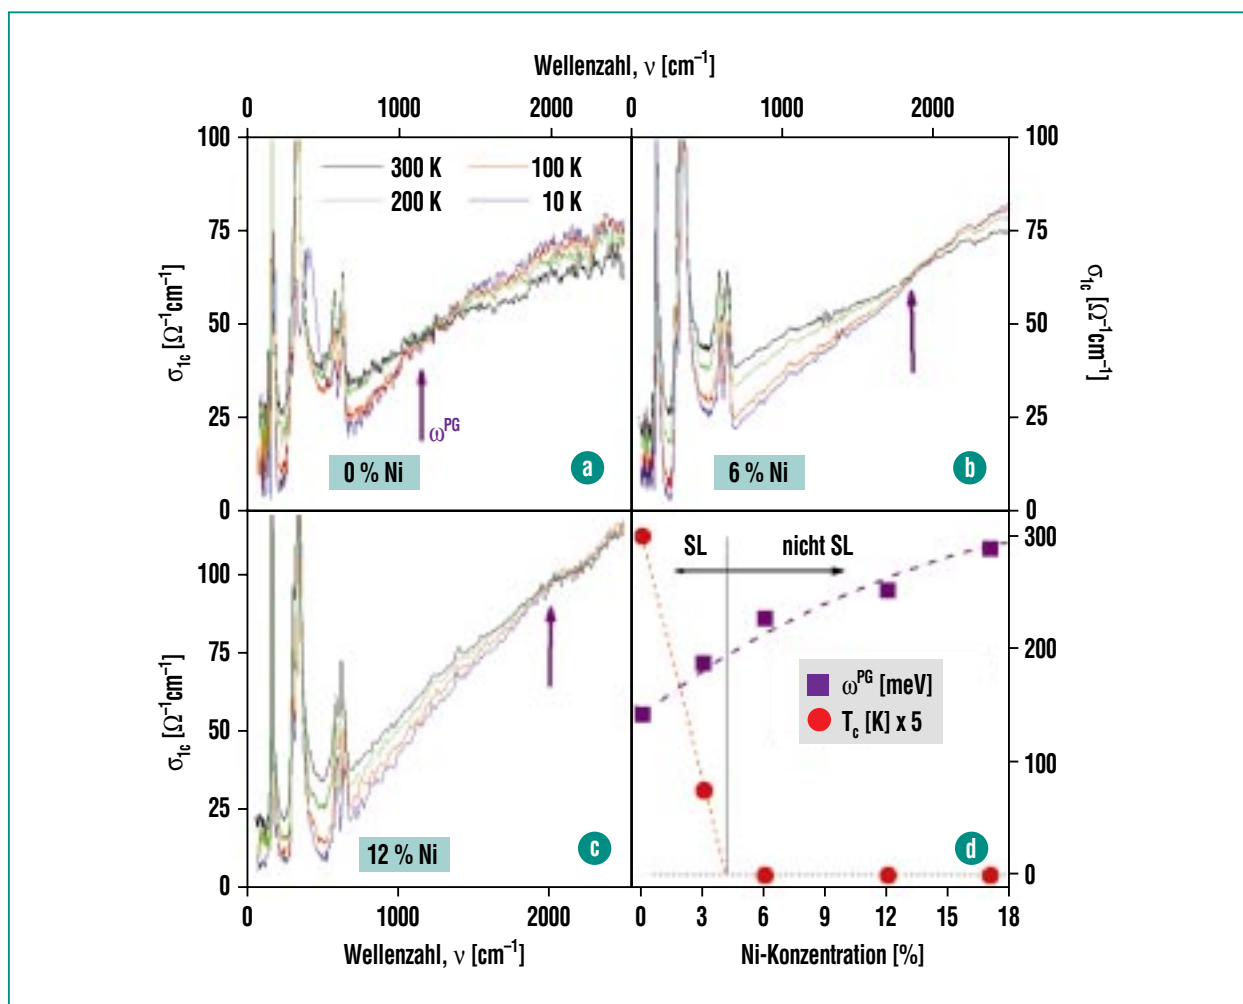 Wellenzahl, ν [cm⁻¹]
0 1000 2000 0 1000 2000
100
75
50
25
0
σ1c [Ω⁻¹cm⁻¹]
300 K 100 K
200 K 10 K
ωPG
0 % Ni
a
100
75
50
25
0
σ1c [Ω⁻¹cm⁻¹]
6 % Ni
b
100
75
50
25
0
σ1c [Ω⁻¹cm⁻¹]
12 % Ni
c
0 1000 2000
Wellenzahl, ν [cm⁻¹]
SL nicht SL
ωPG [meV]
Tc [K] x 5
d
300
200
100
0
0 3 6 9 12 15 18
Ni-Konzentration [%]